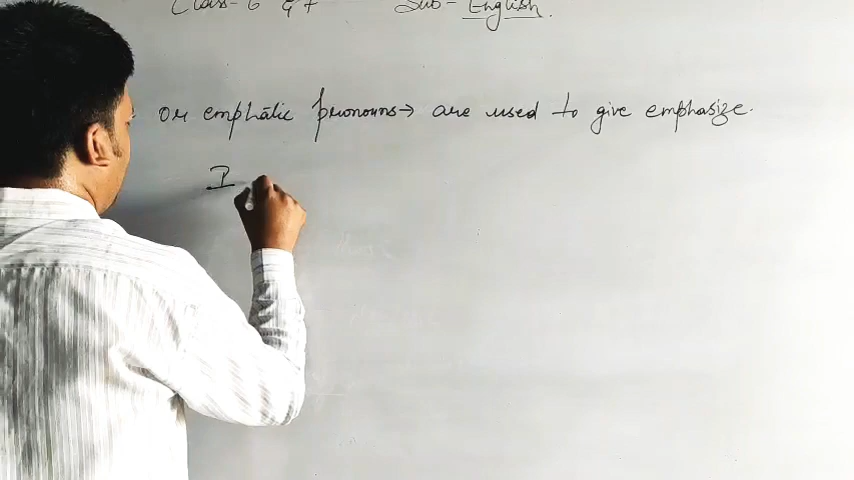 Class- 6 & 7 Sub- English.
or emphatic pronouns → are used to give emphasize.
I